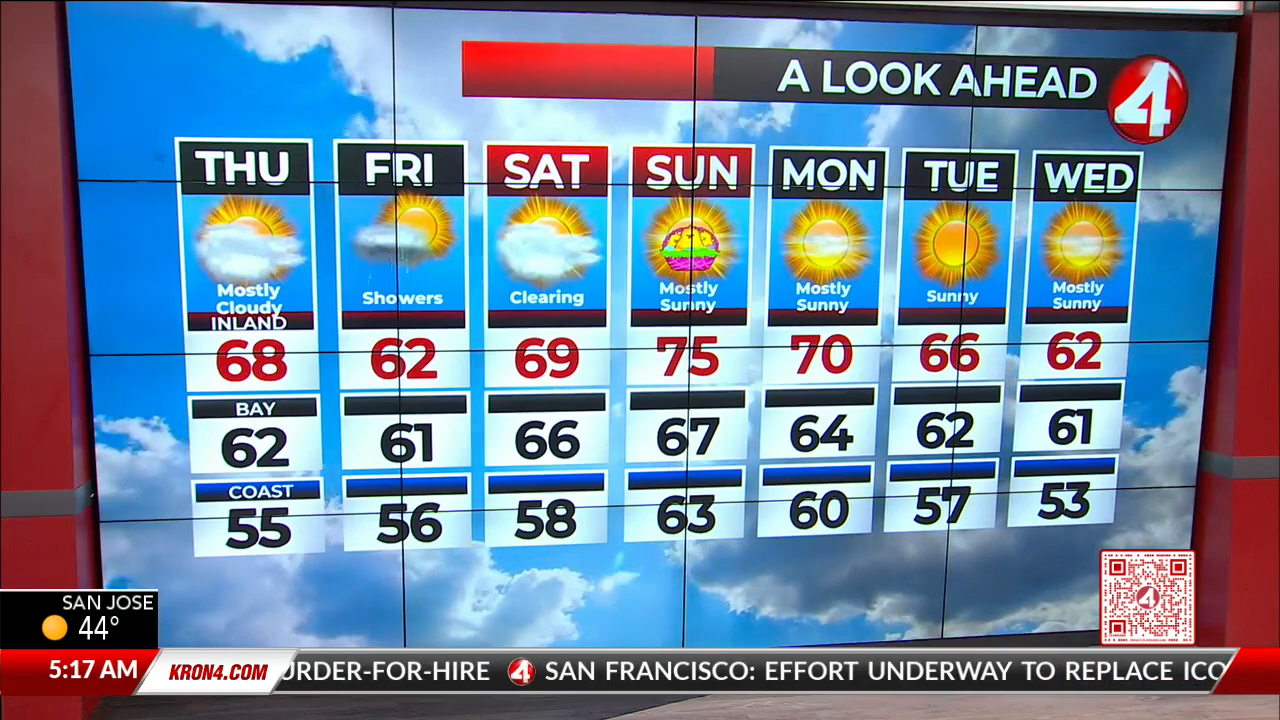 A LOOK AHEAD
4
THU FRI SAT SUN MON TUE WED
Mostly Cloudy Showers Clearing Mostly Sunny Mostly Sunny Sunny Mostly Sunny
INLAND
68 62 69 75 70 66 62
BAY
62 61 66 67 64 62 61
COAST
55 56 58 63 60 57 53
4
SAN JOSE
44°
5:17 AM KRON4.COM URDER-FOR-HIRE 4 SAN FRANCISCO: EFFORT UNDERWAY TO REPLACE ICO